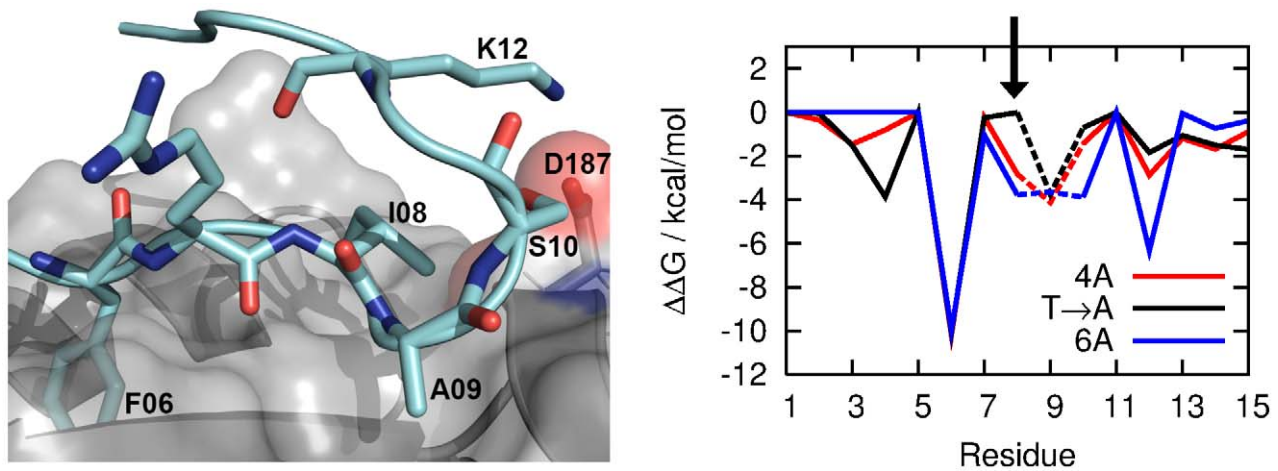 K12
D187
I08
S10
A09
F06
ΔΔG / kcal/mol
2
0
-2
-4
-6
-8
-10
-12
4A
T→A
6A
1 3 5 7 9 11 13 15
Residue